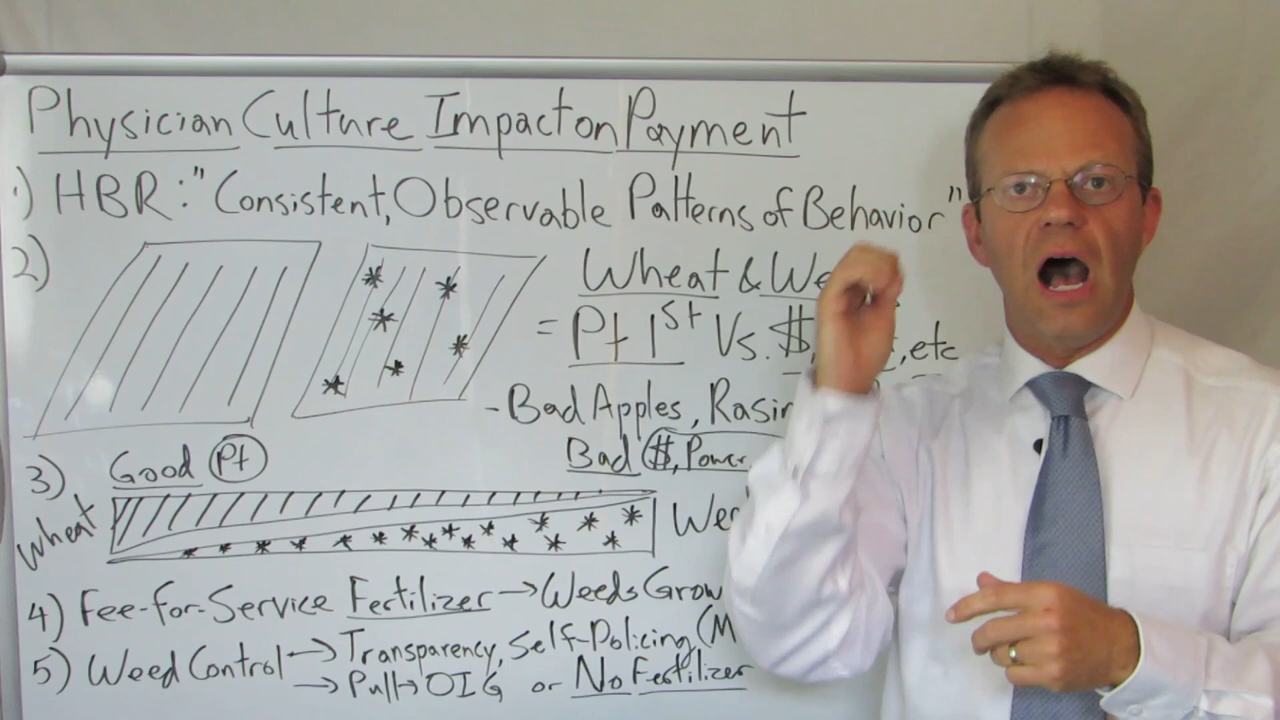 Physician Culture Impact on Payment
1) HBR: "Consistent, Observable Patterns of Behavior"
2)
Wheat & We
= Pt 1st Vs. $, , etc
- Bad Apples, Rasin
3) Good Pt
Bad $, Power
Wheat
Wee
4) Fee-for-Service Fertilizer → Weeds Grow
5) Weed Control → Transparency, Self-Policing (M
→ Pull → OIG or No Fertilizer